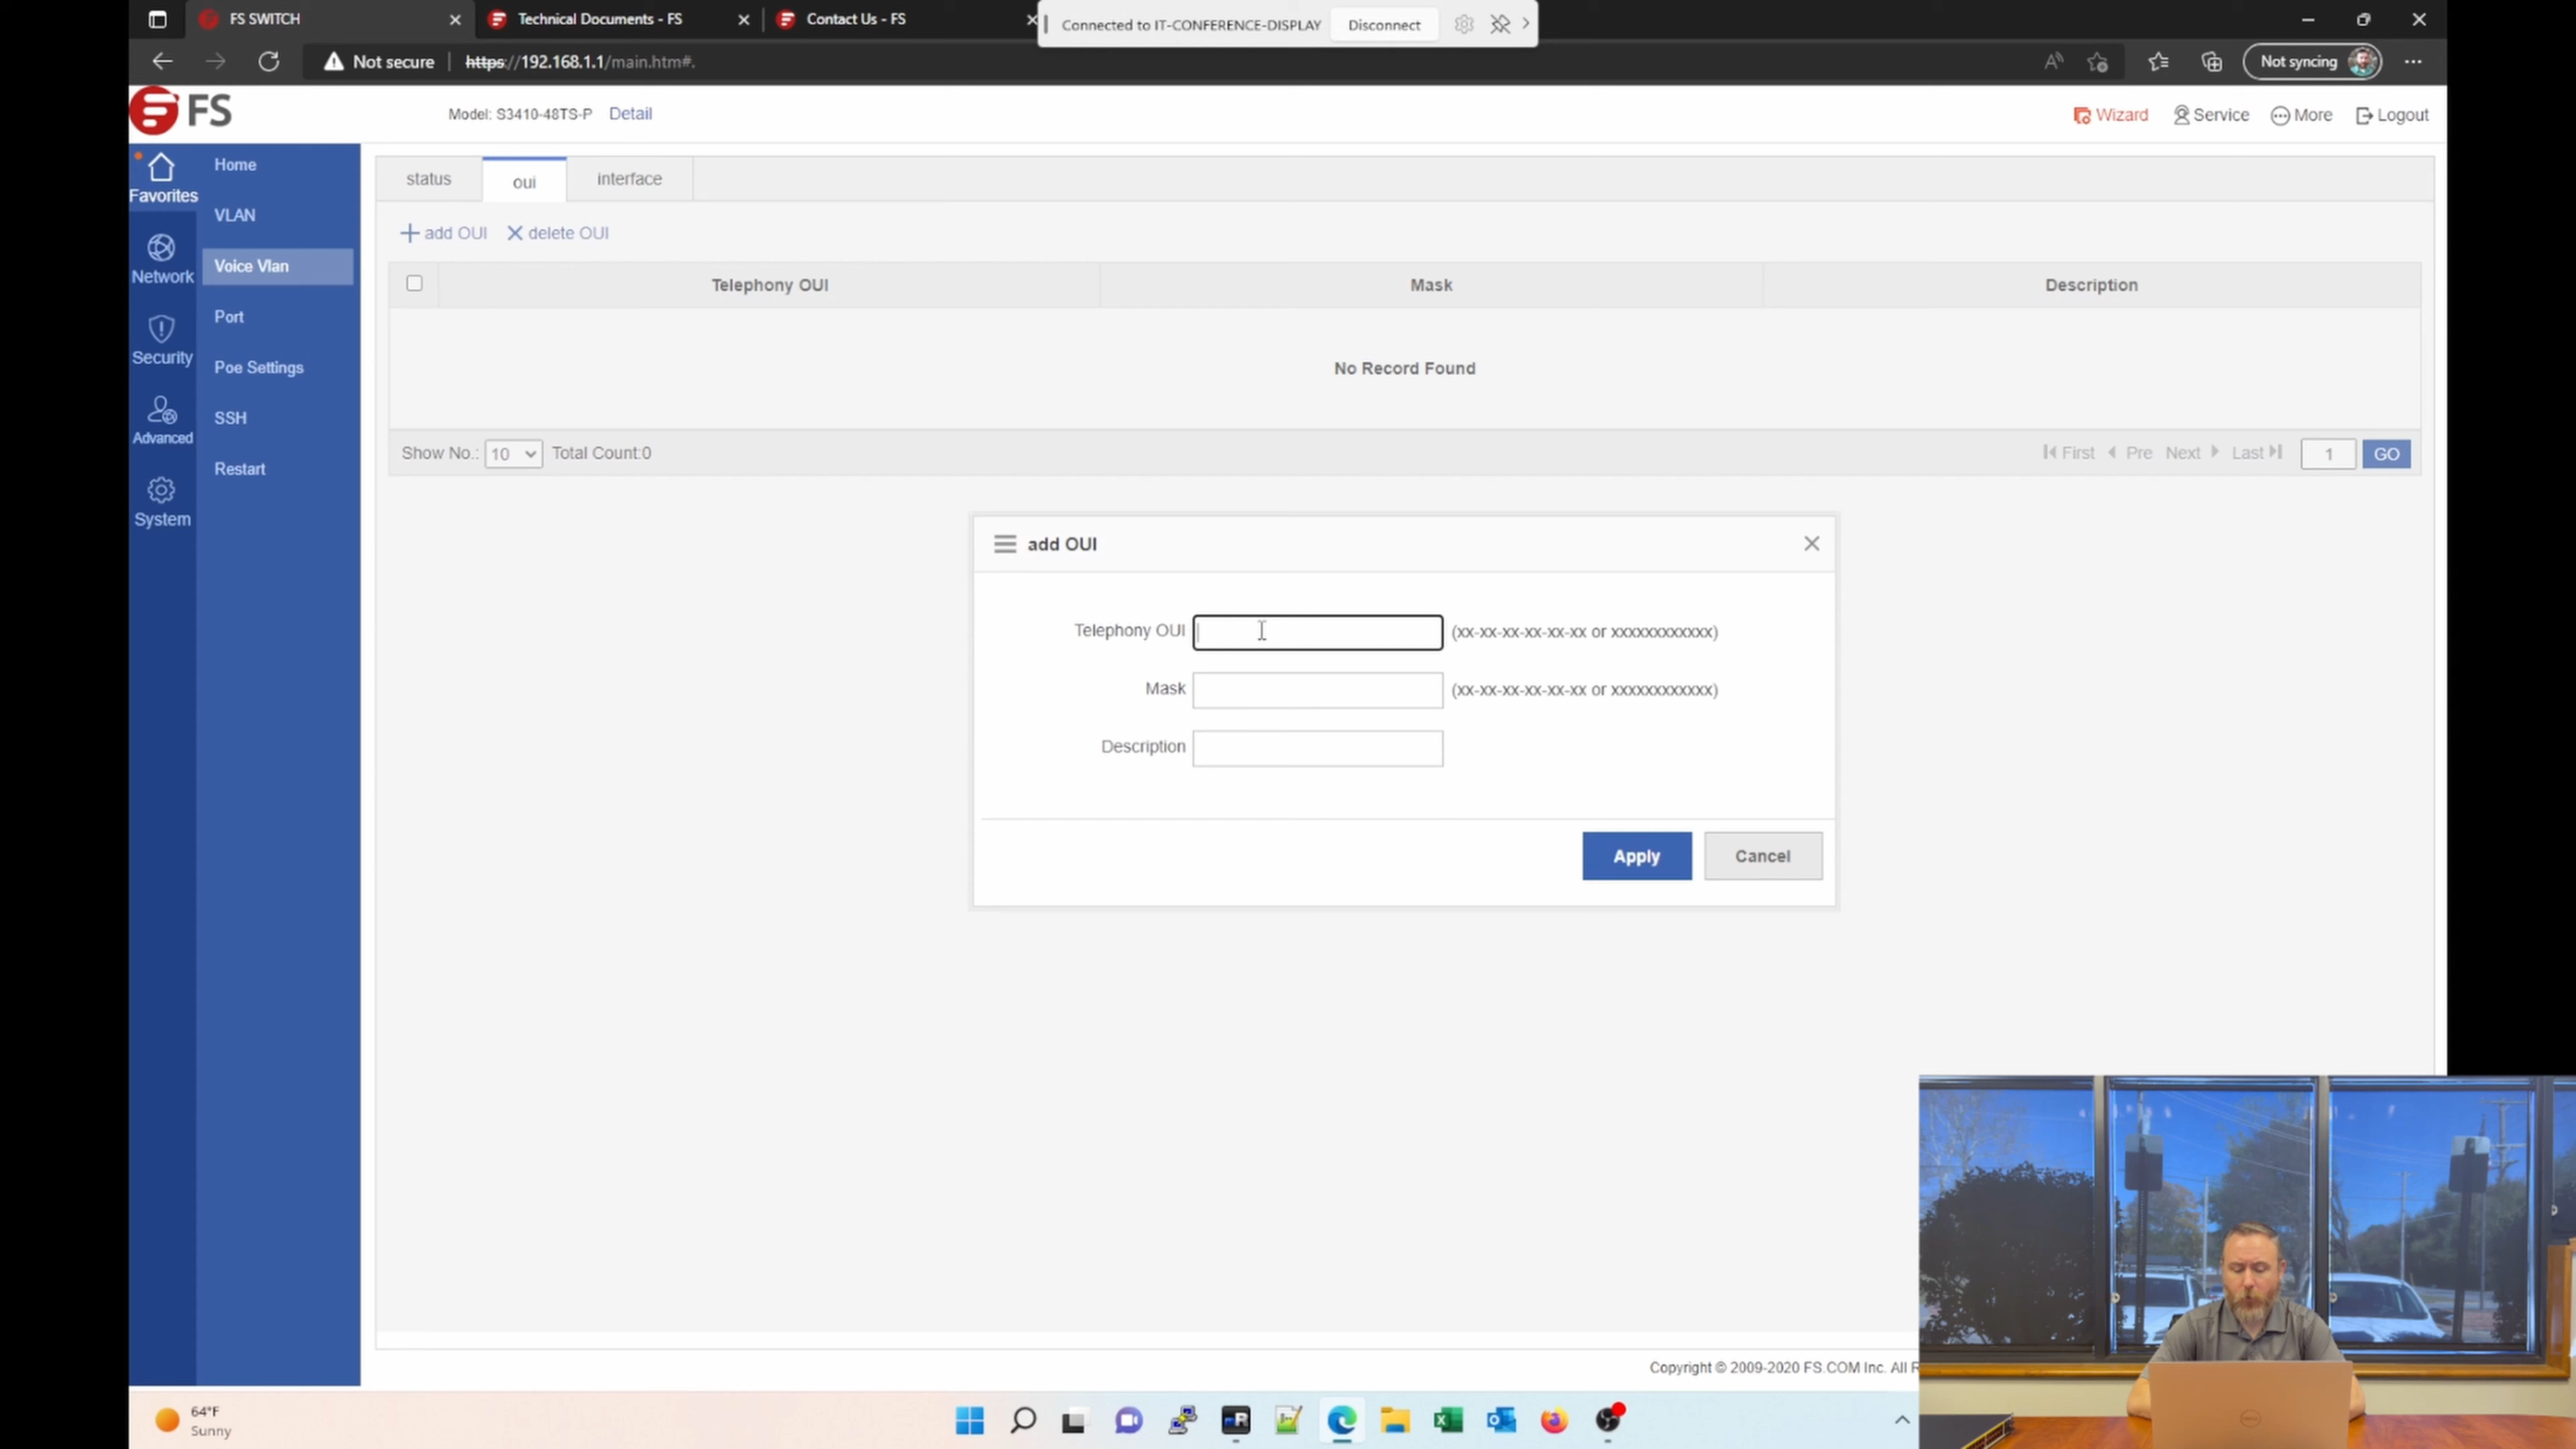 FS SWITCH
Technical Documents - FS
Contact Us - FS
Connected to IT-CONFERENCE-DISPLAY
Disconnect
Not secure
https://192.168.1.1/main.htm#.
Not syncing
FS
Model: S3410-48TS-P
Detail
Wizard
Service
More
Logout
Favorites
Network
Security
Advanced
System
Home
VLAN
Voice Vlan
Port
Poe Settings
SSH
Restart
status
oui
interface
add OUI
delete OUI
Telephony OUI
Mask
Description
No Record Found
Show No.: 10
Total Count:0
First
Pre
Next
Last
1
GO
add OUI
Telephony OUI
(xx-xx-xx-xx-xx-xx or xxxxxxxxxxxx)
Mask
(xx-xx-xx-xx-xx-xx or xxxxxxxxxxxx)
Description
Apply
Cancel
Copyright © 2009-2020 FS.COM Inc. All R
64°F
Sunny